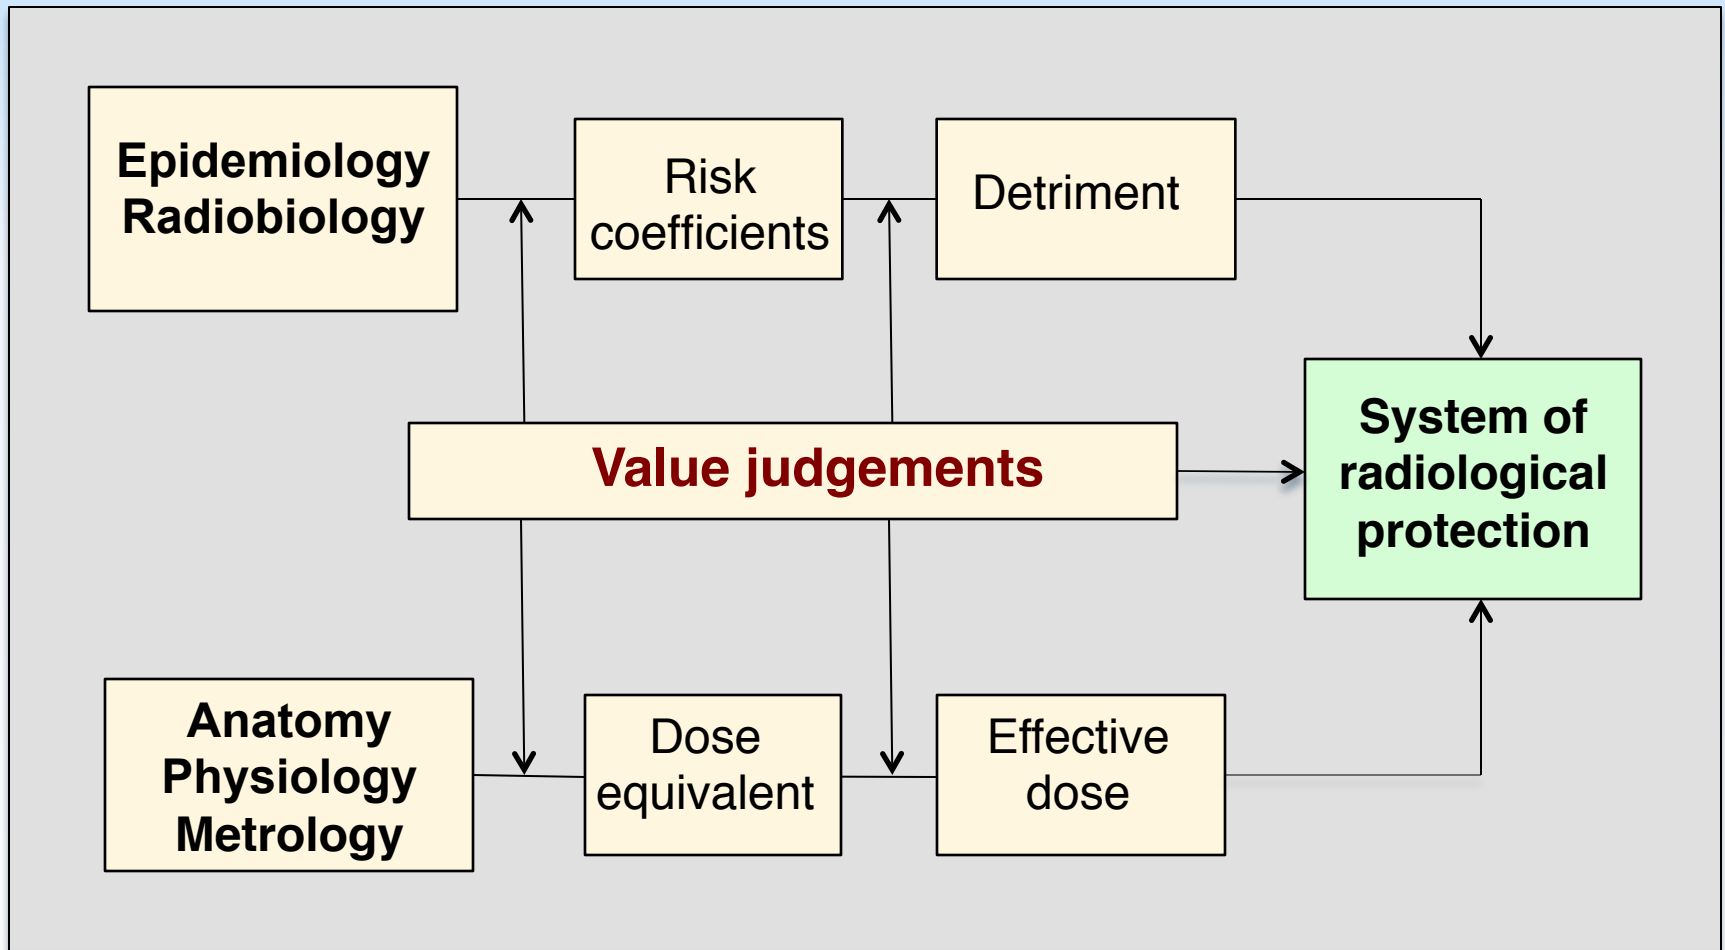 Epidemiology
Radiobiology
Risk
coefficients
Detriment
Value judgements
System of
radiological
protection
Anatomy
Physiology
Metrology
Dose
equivalent
Effective
dose